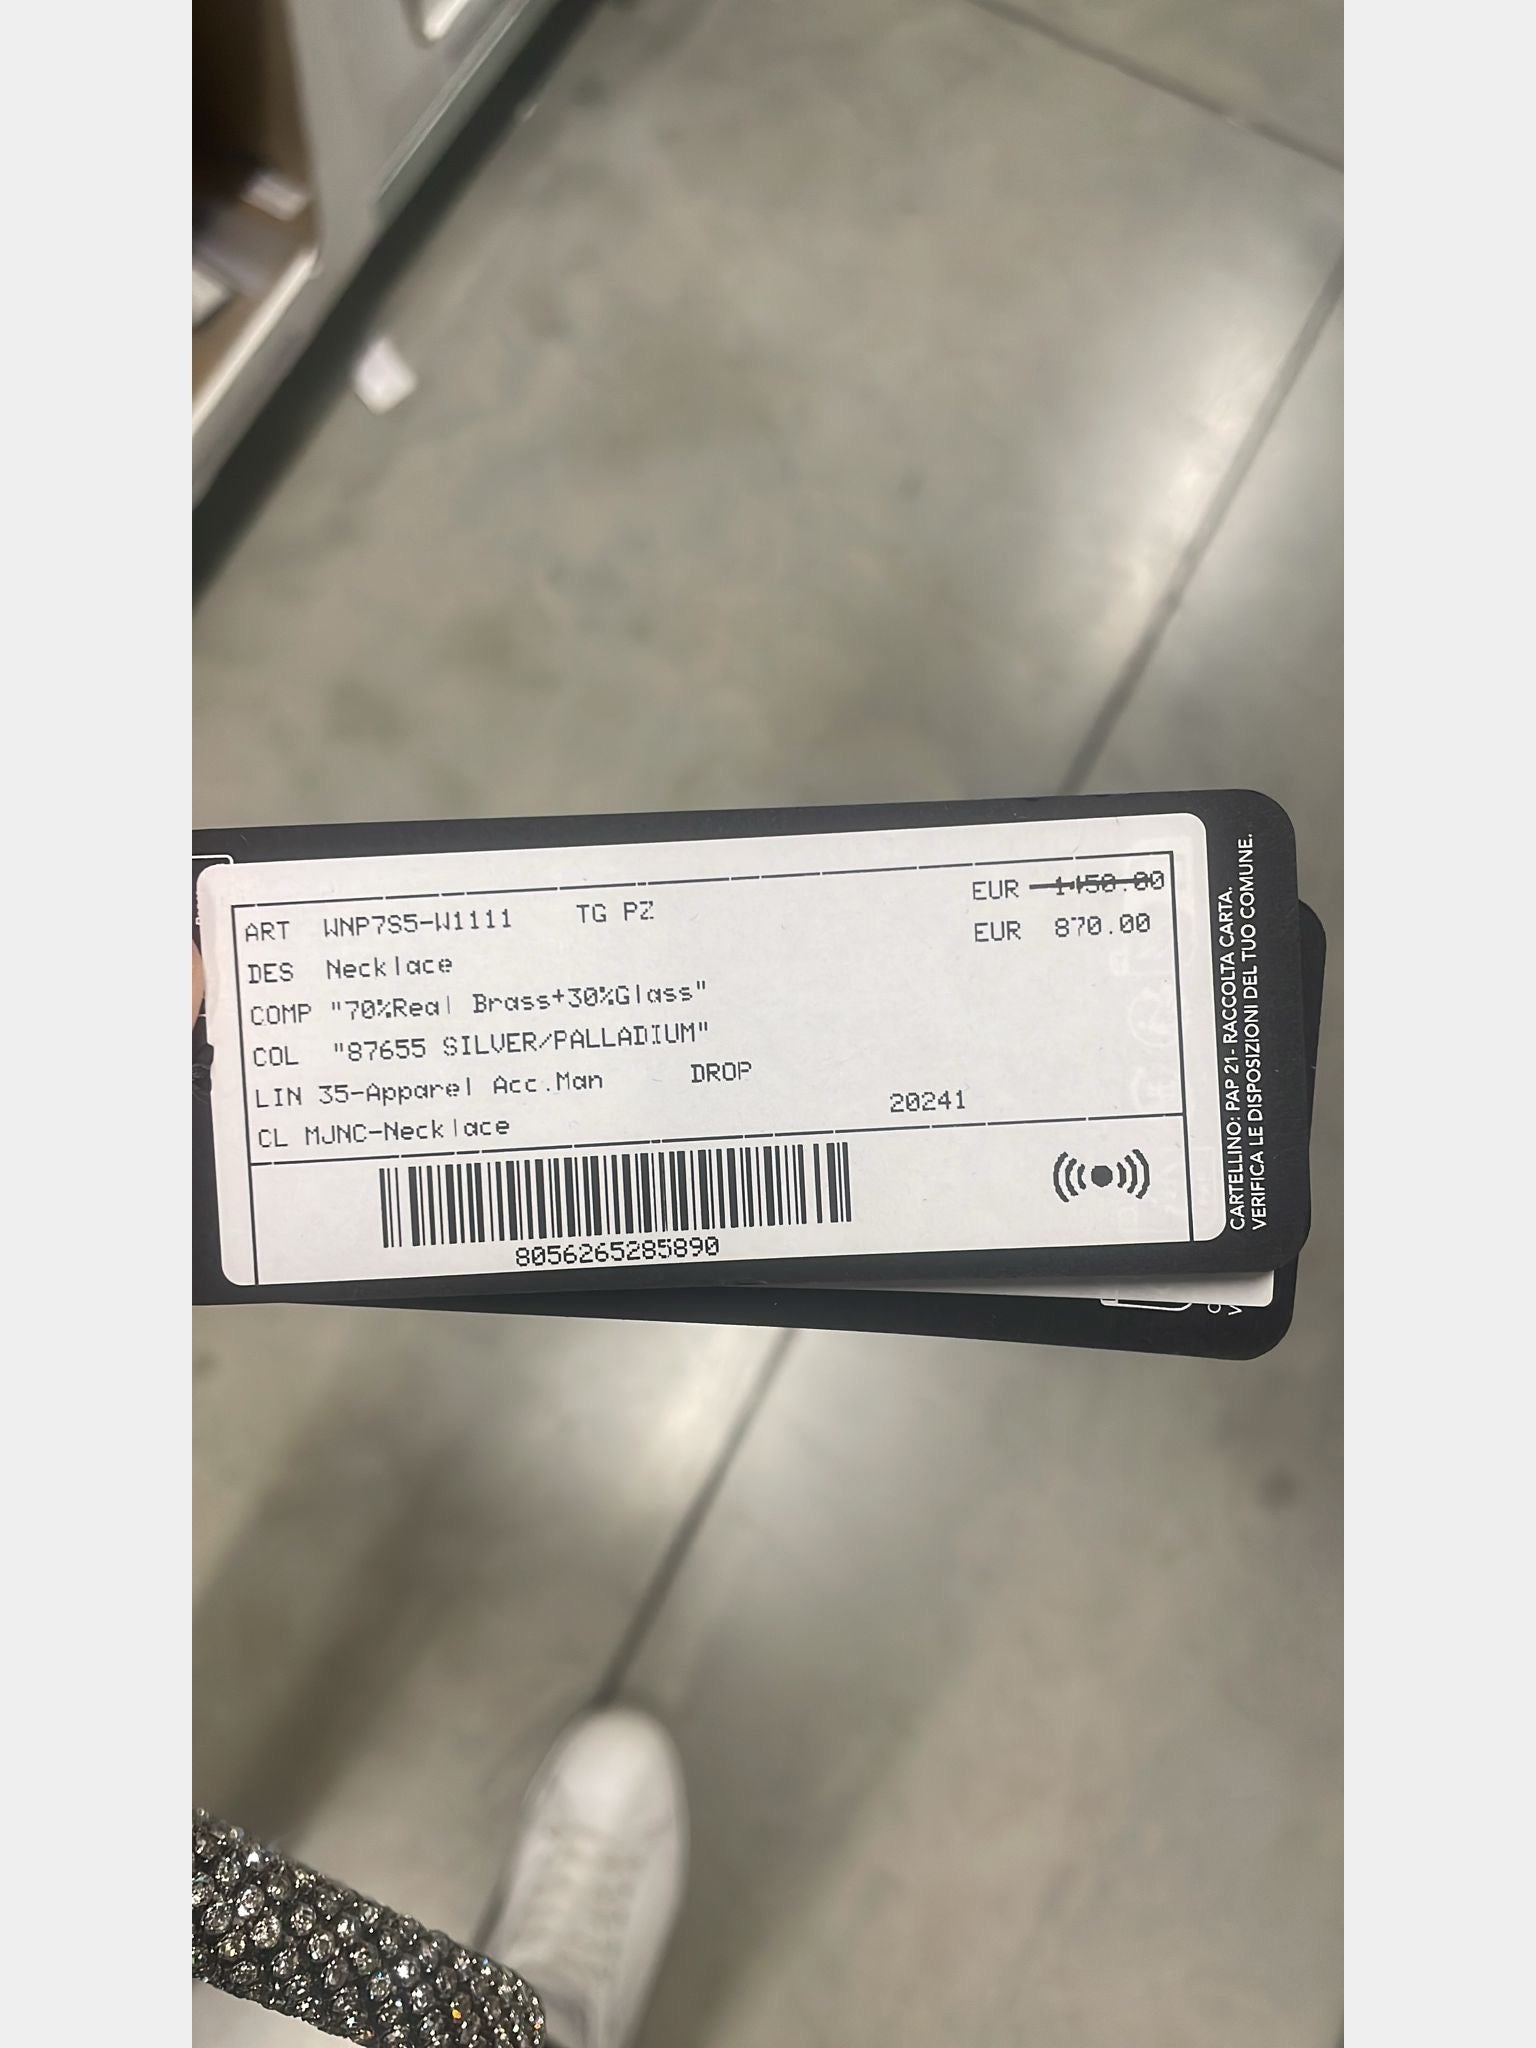 ART WNP7S5-W1111 TG PZ EUR 1450.00
EUR 870.00
DES Necklace
COMP "70%Real Brass+30%Glass"
COL "87655 SILVER/PALLADIUM"
LIN 35-Apparel Acc.Man DROP
CL MJNC-Necklace 20241
8056265285890
CARTELLINO: PAP 21- RACCOLTA CARTA.
VERIFICA LE DISPOSIZIONI DEL TUO COMUNE.